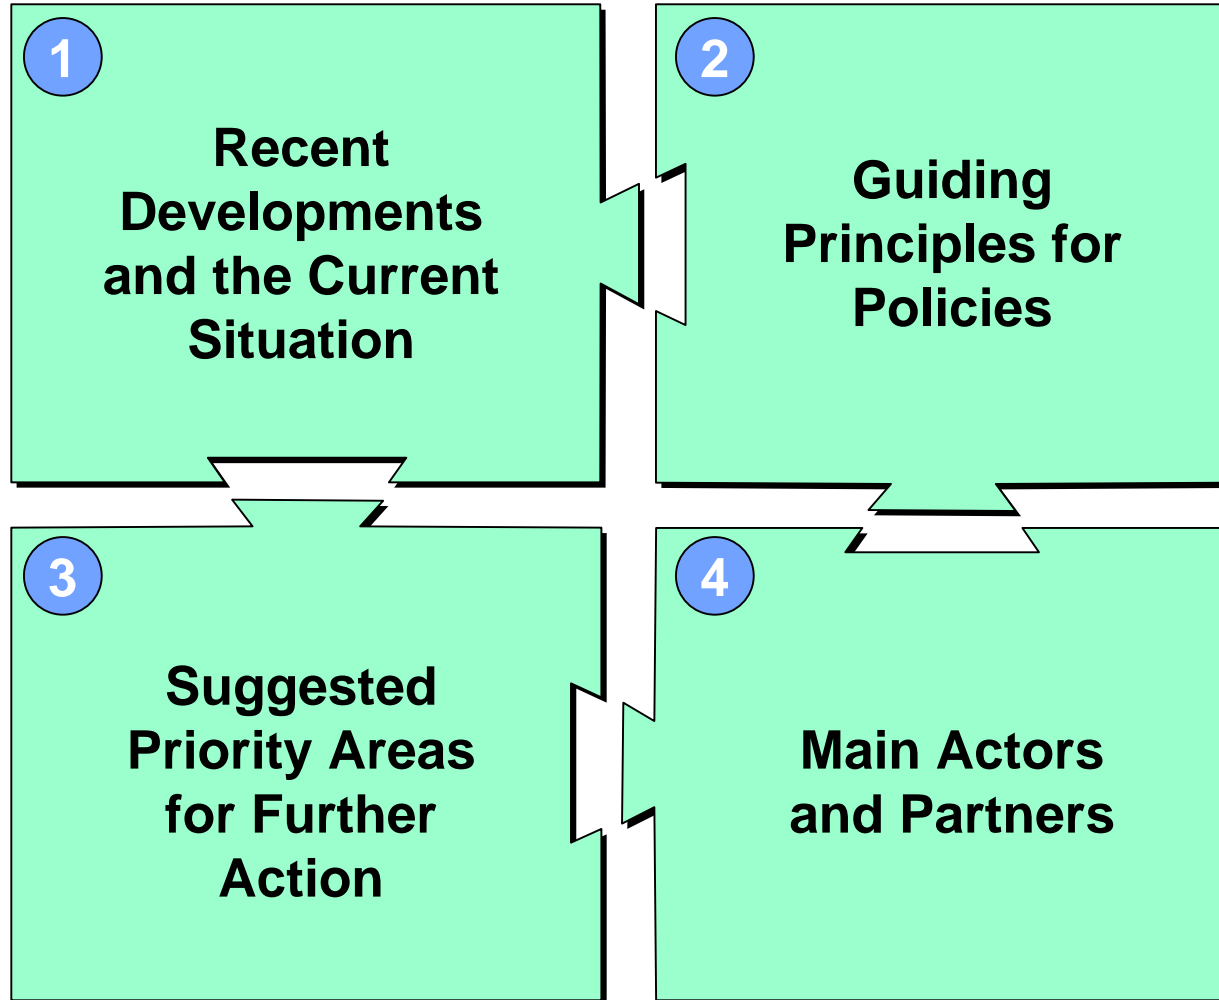 1
Recent
Developments
and the Current
Situation
2
Guiding
Principles for
Policies
3
Suggested
Priority Areas
for Further
Action
4
Main Actors
and Partners